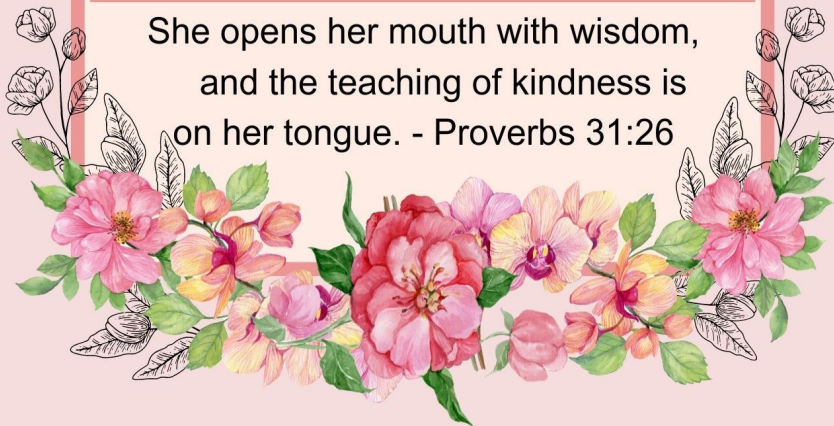 She opens her mouth with wisdom,
and the teaching of kindness is
on her tongue. - Proverbs 31:26